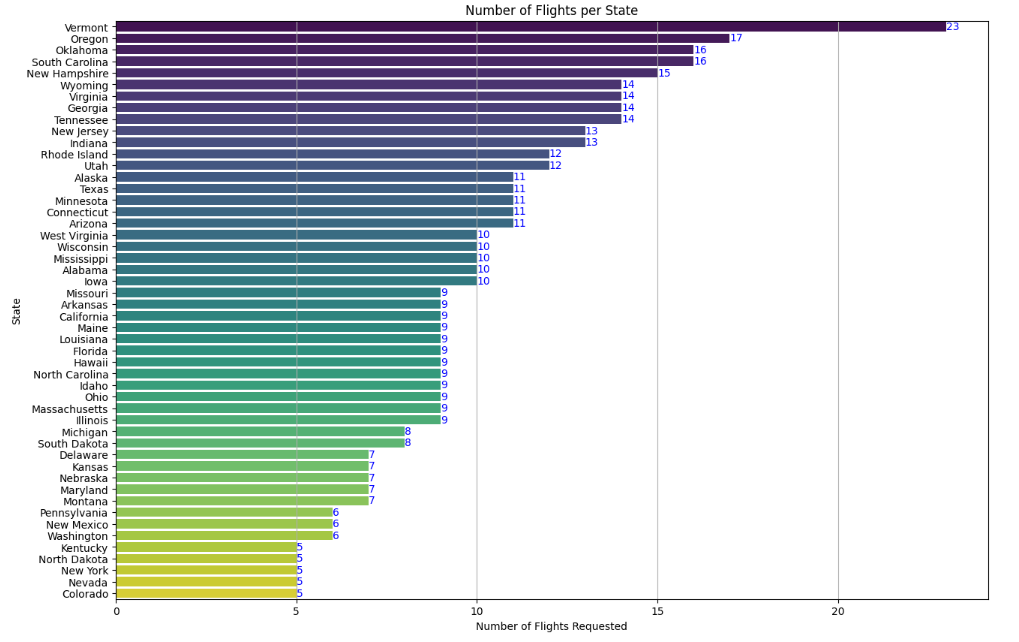 Number of Flights per State
Vermont 23
Oregon 17
Oklahoma 16
South Carolina 16
New Hampshire 15
Wyoming 14
Virginia 14
Georgia 14
Tennessee 14
New Jersey 13
Indiana 13
Rhode Island 12
Utah 12
Alaska 11
Texas 11
Minnesota 11
Connecticut 11
Arizona 11
West Virginia 10
Wisconsin 10
Mississippi 10
Alabama 10
Iowa 10
Missouri 9
Arkansas 9
California 9
Maine 9
Louisiana 9
Florida 9
Hawaii 9
North Carolina 9
Idaho 9
Ohio 9
Massachusetts 9
Illinois 9
Michigan 8
South Dakota 8
Delaware 7
Kansas 7
Nebraska 7
Maryland 7
Montana 7
Pennsylvania 6
New Mexico 6
Washington 6
Kentucky 5
North Dakota 5
New York 5
Nevada 5
Colorado 5
State
0 5 10 15 20
Number of Flights Requested